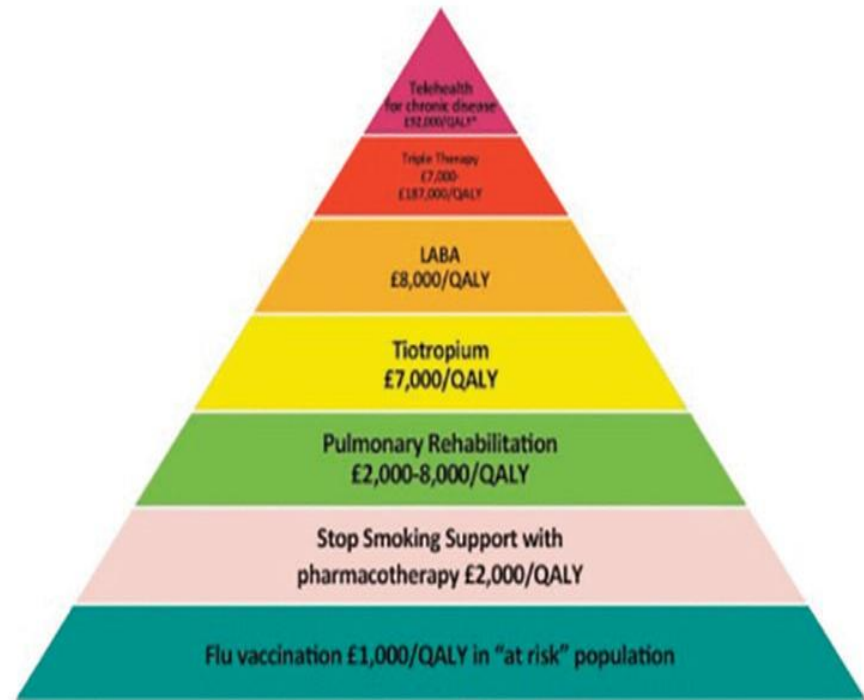 Telehealth
for chronic disease
£92,000/QALY*
Triple Therapy
£7,000-
£187,000/QALY
LABA
£8,000/QALY
Tiotropium
£7,000/QALY
Pulmonary Rehabilitation
£2,000-8,000/QALY
Stop Smoking Support with
pharmacotherapy £2,000/QALY
Flu vaccination £1,000/QALY in “at risk” population